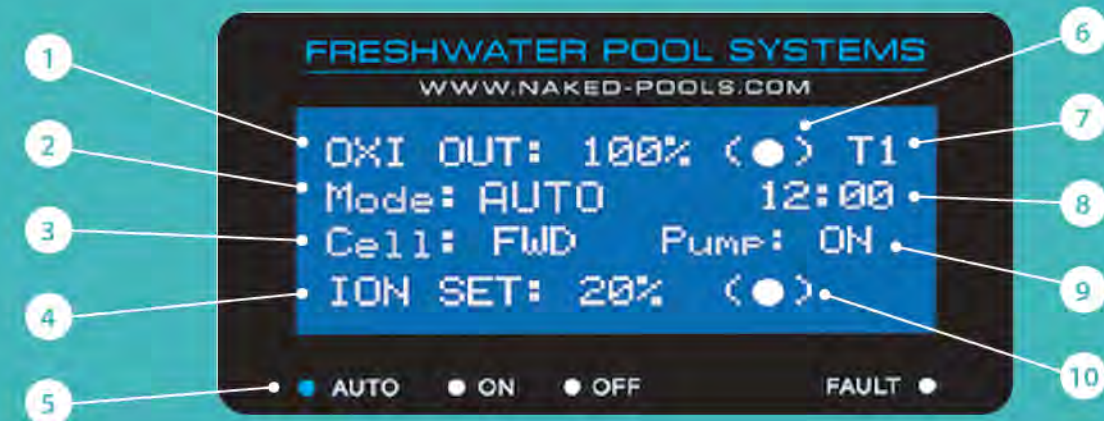 FRESHWATER POOL SYSTEMS
WWW.NAKED-POOLS.COM
OXI OUT: 100% (●) T1
Mode: AUTO 12:00
Cell: FWD Pump: ON
ION SET: 20% (●)
AUTO ON OFF FAULT
1
2
3
4
5
6
7
8
9
10